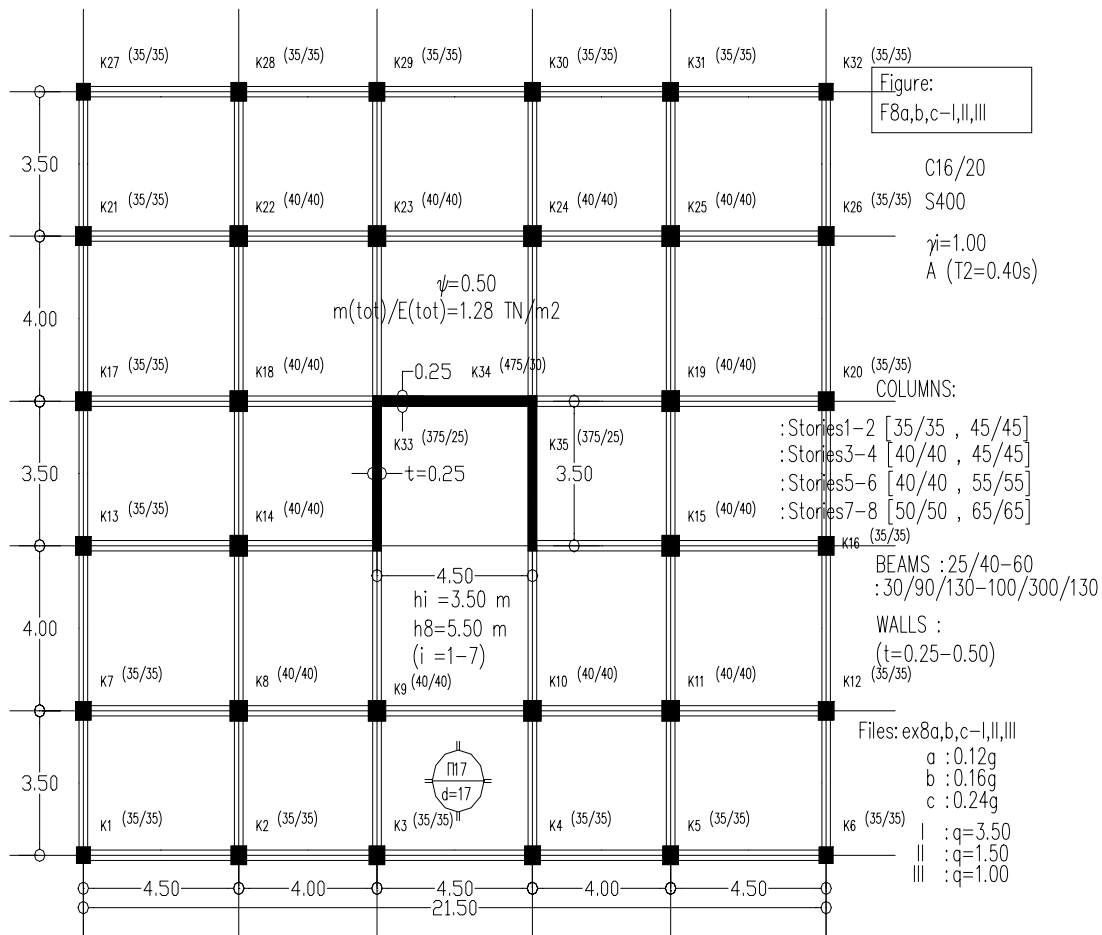 K27 (35/35) K28 (35/35) K29 (35/35) K30 (35/35) K31 (35/35) K32 (35/35)
Figure:
F8a,b,c-I,II,III
3.50
C16/20
K21 (35/35) K22 (40/40) K23 (40/40) K24 (40/40) K25 (40/40) K26 (35/35)
S400
γi=1.00
A (T2=0.40s)
ψ=0.50
m(tot)/E(tot)=1.28 TN/m2
4.00
K17 (35/35) K18 (40/40) 0.25 K34 (475/30) K19 (40/40) K20 (35/35)
COLUMNS:
:Stories1-2 [35/35 , 45/45]
:Stories3-4 [40/40 , 45/45]
:Stories5-6 [40/40 , 55/55]
:Stories7-8 [50/50 , 65/65]
K33 (375/25) K35 (375/25)
3.50 t=0.25 3.50
K13 (35/35) K14 (40/40) K15 (40/40) K16 (35/35)
BEAMS :25/40-60
:30/90/130-100/300/130
4.50
hi =3.50 m
h8=5.50 m
(i =1-7)
4.00
WALLS :
(t=0.25-0.50)
K7 (35/35) K8 (40/40) K9 (40/40) K10 (40/40) K11 (40/40) K12 (35/35)
Files: ex8a,b,c-I,II,III
a :0.12g
b :0.16g
c :0.24g
3.50
Π17
d=17
K1 (35/35) K2 (35/35) K3 (35/35) K4 (35/35) K5 (35/35) K6 (35/35)
I :q=3.50
II :q=1.50
III :q=1.00
4.50 4.00 4.50 4.00 4.50
21.50